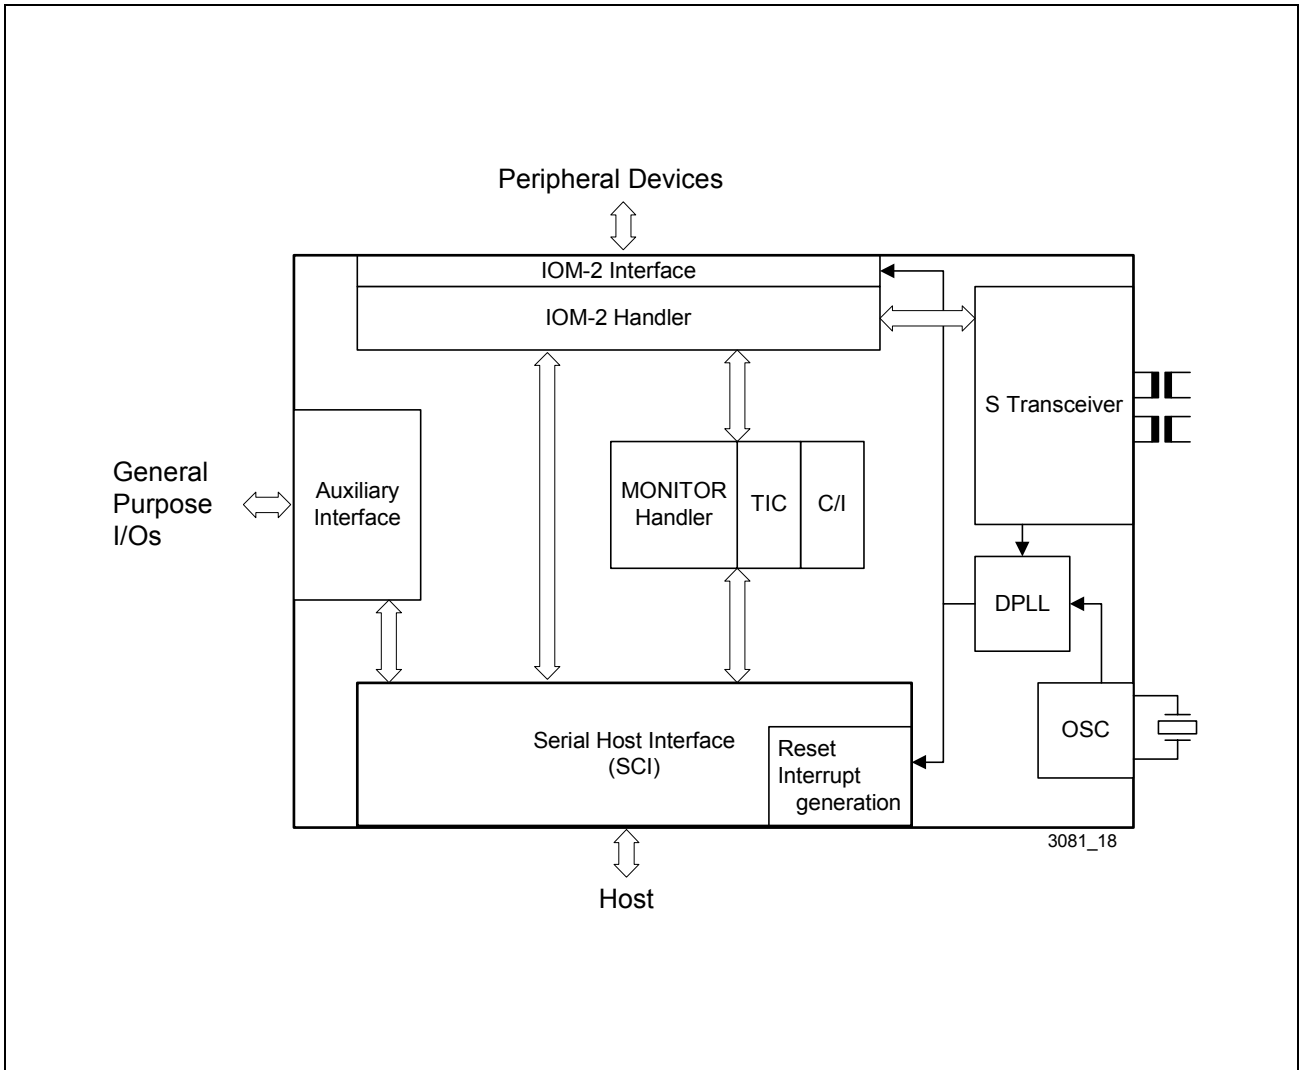 Peripheral Devices
IOM-2 Interface
IOM-2 Handler
S Transceiver
General
Purpose
I/Os
Auxiliary
Interface
MONITOR
Handler
TIC
C/I
DPLL
OSC
Serial Host Interface
(SCI)
Reset
Interrupt
generation
3081_18
Host